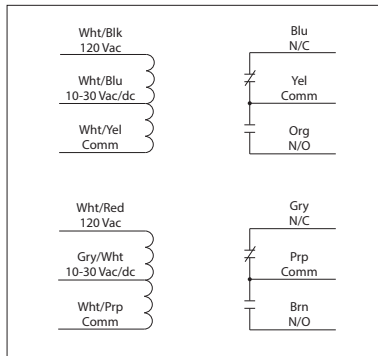 Wht/Blk
120 Vac
Wht/Blu
10-30 Vac/dc
Wht/Yel
Comm
Blu
N/C
Yel
Comm
Org
N/O
Wht/Red
120 Vac
Gry/Wht
10-30 Vac/dc
Wht/Prp
Comm
Gry
N/C
Prp
Comm
Brn
N/O